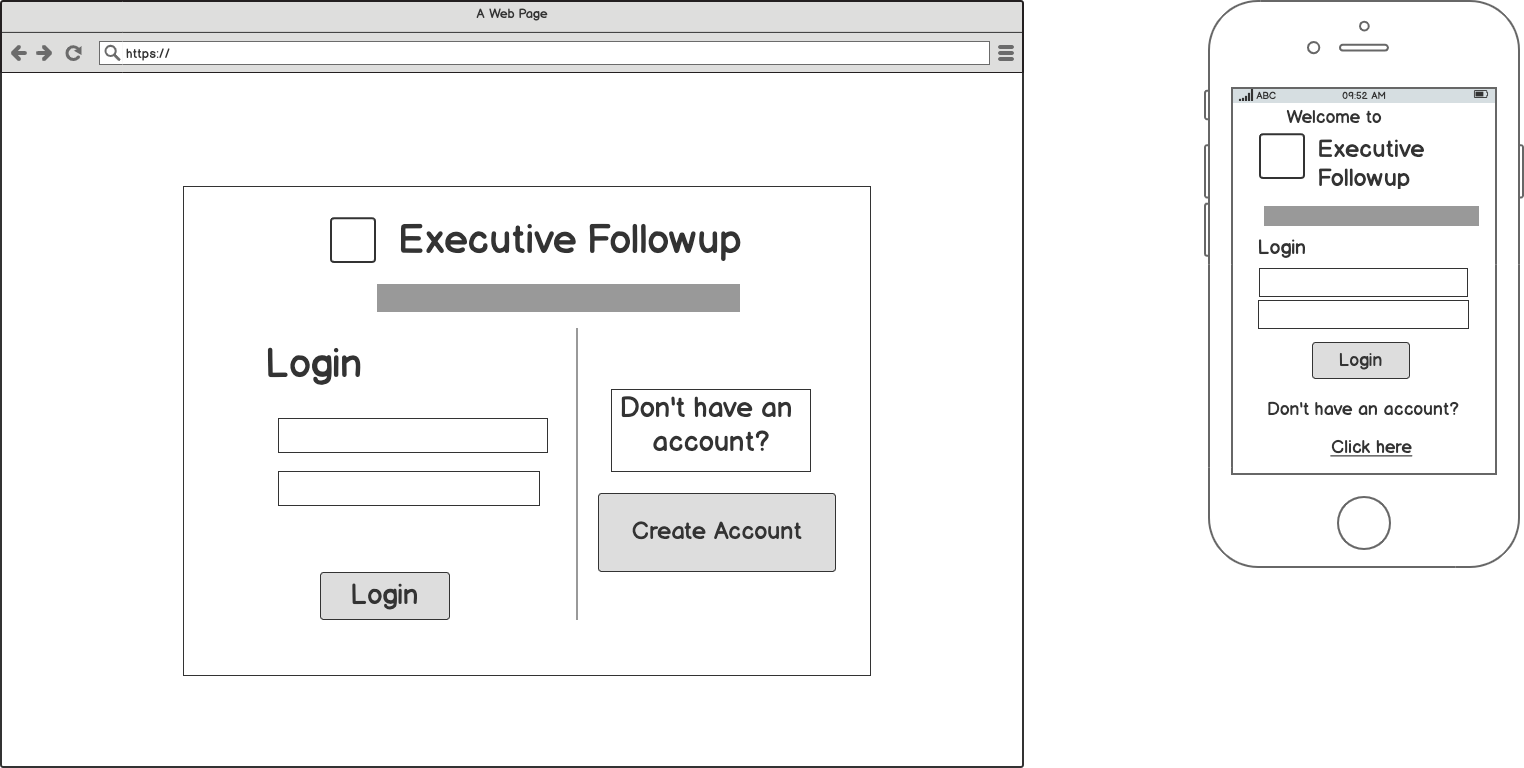 A Web Page
https://
Executive Followup
Login
Don't have an
account?
Create Account
Login
ABC
09:52 AM
Welcome to
Executive
Followup
Login
Login
Don't have an account?
Click here